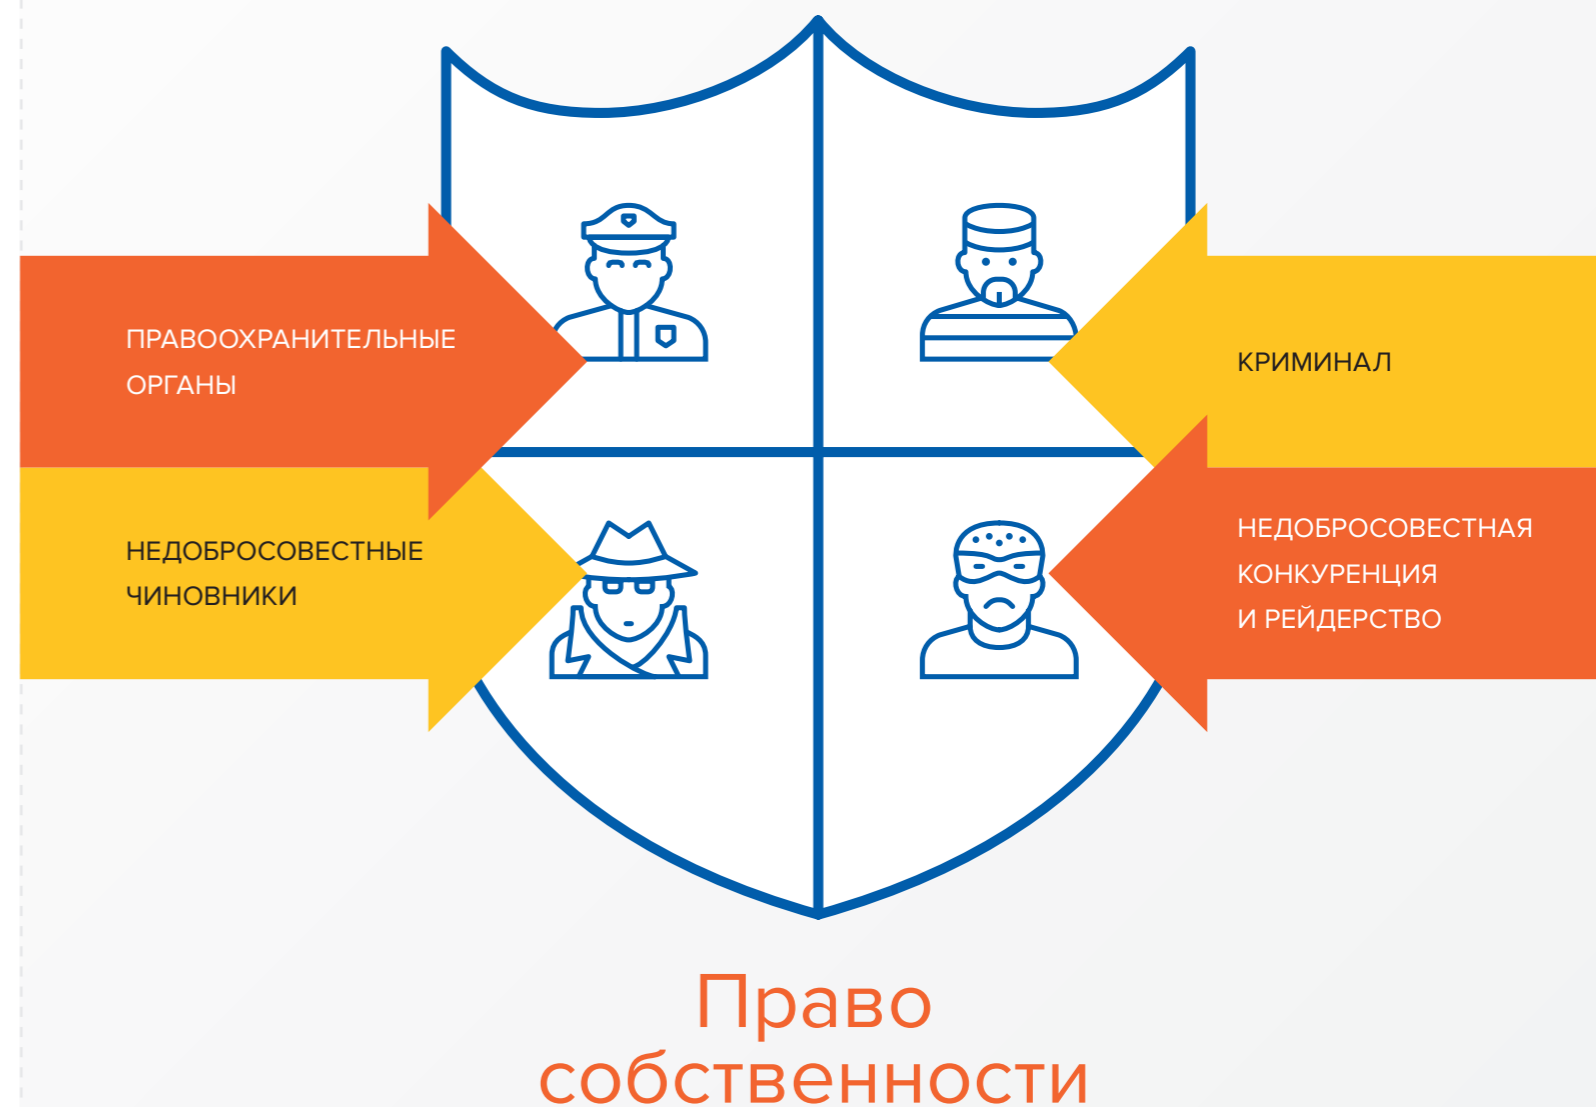 ПРАВООХРАНИТЕЛЬНЫЕ
ОРГАНЫ
НЕДОБРОСОВЕСТНЫЕ
ЧИНОВНИКИ
КРИМИНАЛ
НЕДОБРОСОВЕСТНАЯ
КОНКУРЕНЦИЯ
И РЕЙДЕРСТВО
Право
собственности